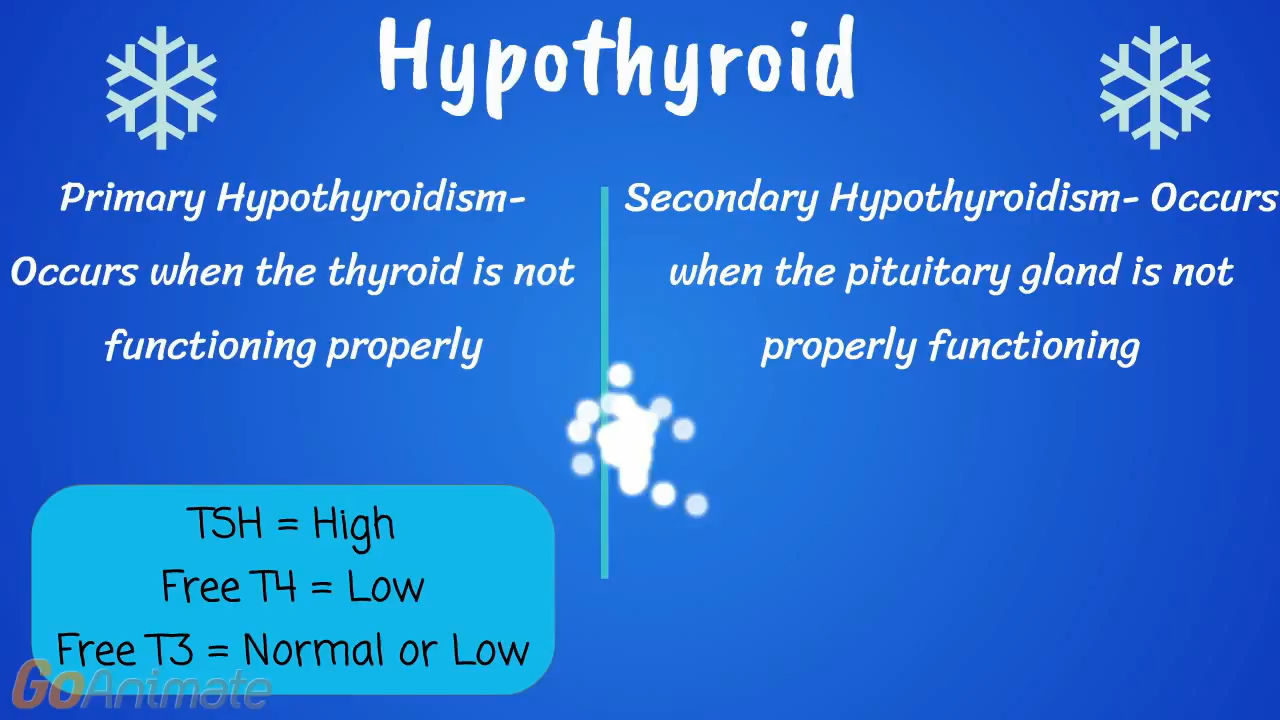 Hypothyroid
Primary Hypothyroidism-
Occurs when the thyroid is not
functioning properly
Secondary Hypothyroidism- Occurs
when the pituitary gland is not
properly functioning
TSH = High
Free T4 = Low
Free T3 = Normal or Low
GoAnimate